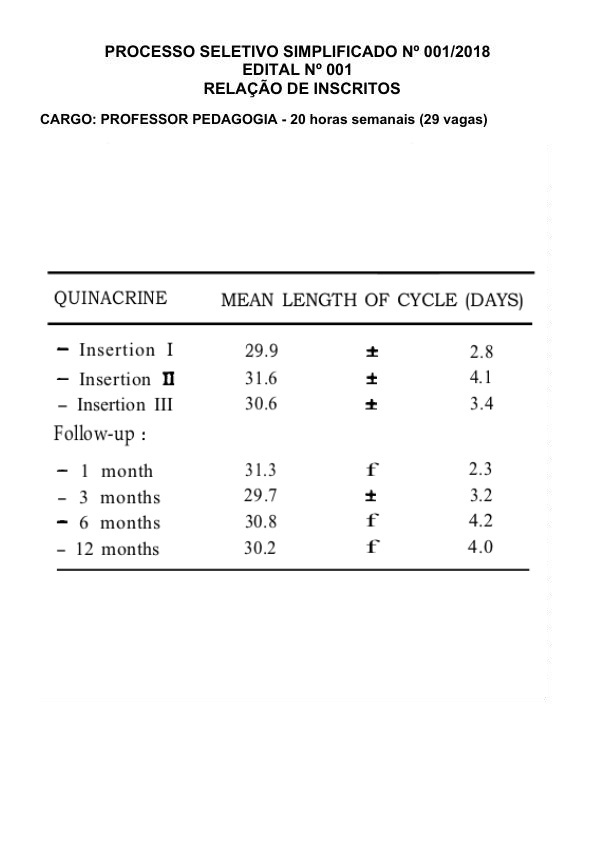 PROCESSO SELETIVO SIMPLIFICADO Nº 001/2018
EDITAL Nº 001
RELAÇÃO DE INSCRITOS
CARGO: PROFESSOR PEDAGOGIA - 20 horas semanais (29 vagas)
QUINACRINE MEAN LENGTH OF CYCLE (DAYS)
– Insertion I 29.9 ± 2.8
– Insertion II 31.6 ± 4.1
– Insertion III 30.6 ± 3.4
Follow-up :
– 1 month 31.3 f 2.3
– 3 months 29.7 ± 3.2
– 6 months 30.8 f 4.2
– 12 months 30.2 f 4.0